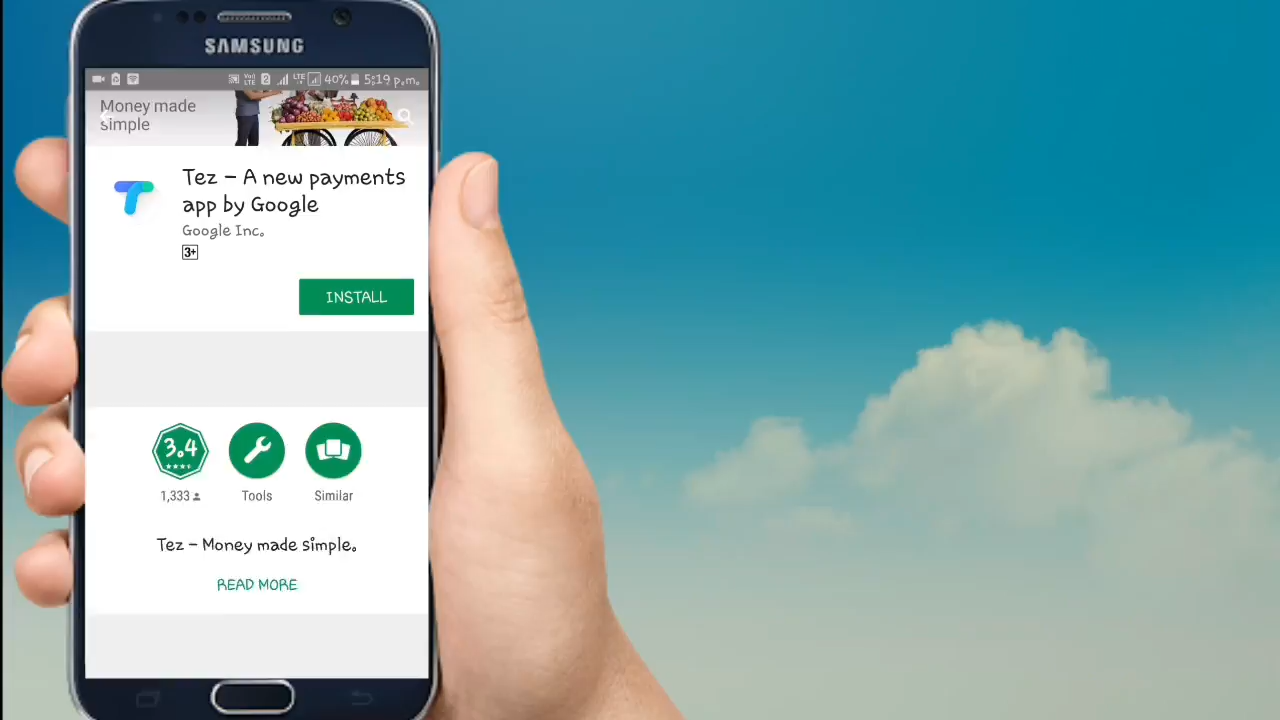 SAMSUNG
40% 5:19 p.m.
Money made
simple
Tez – A new payments
app by Google
Google Inc.
3+
INSTALL
3.4
1,333
Tools
Similar
Tez – Money made simple.
READ MORE